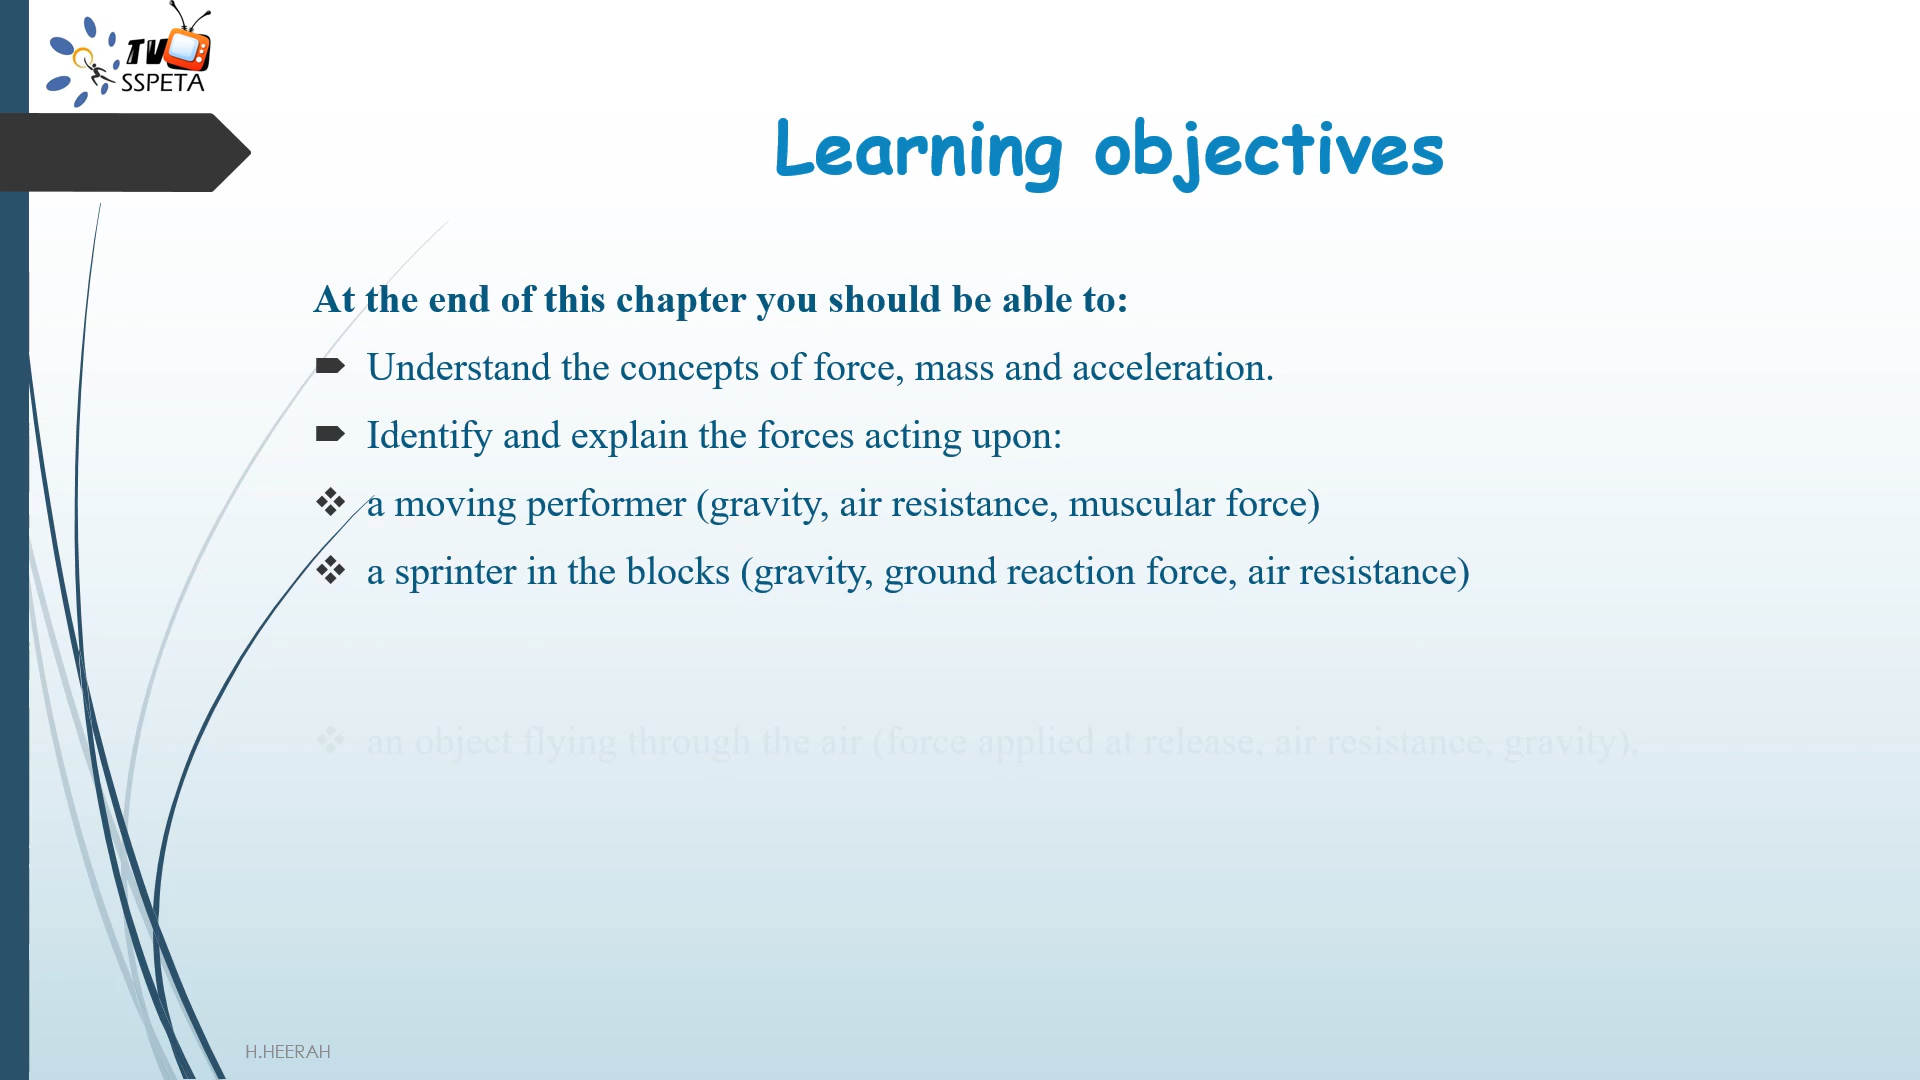 TV
SSPETA
Learning objectives
At the end of this chapter you should be able to:
Understand the concepts of force, mass and acceleration.
Identify and explain the forces acting upon:
a moving performer (gravity, air resistance, muscular force)
a sprinter in the blocks (gravity, ground reaction force, air resistance)
an object flying through the air (force applied at release, air resistance, gravity).
H.HEERAH